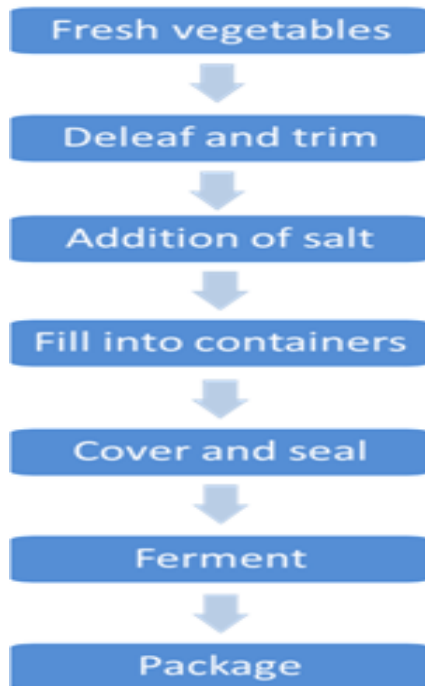 Fresh vegetables
Deleaf and trim
Addition of salt
Fill into containers
Cover and seal
Ferment
Package